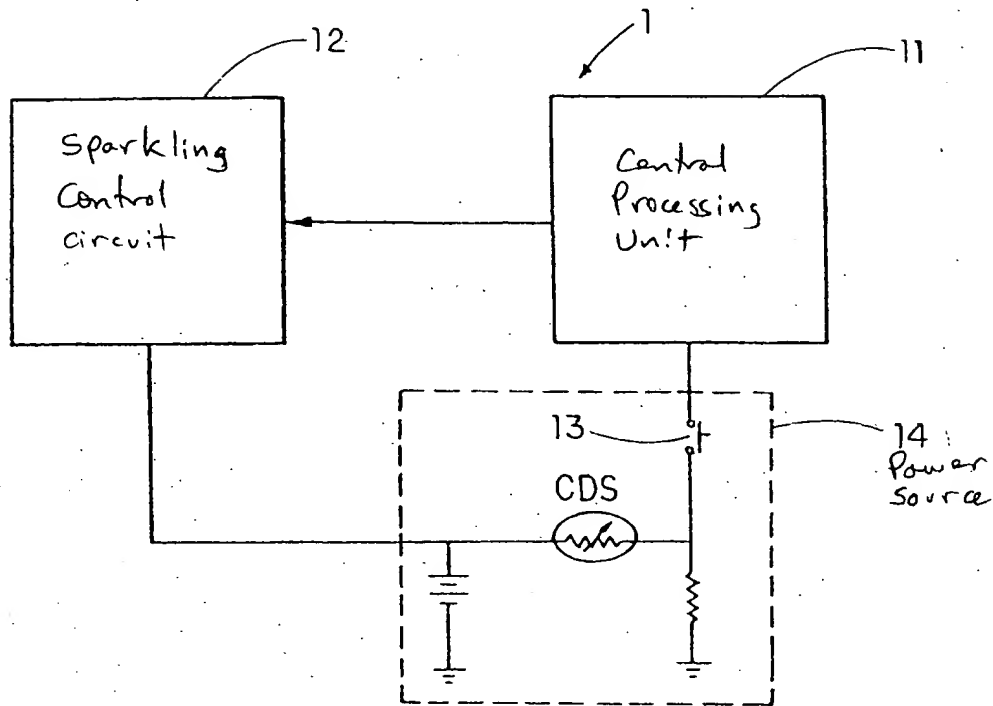 12
1
11
Sparkling
Control
circuit
Central
Processing
Unit
13
14
Power
Source
CDS